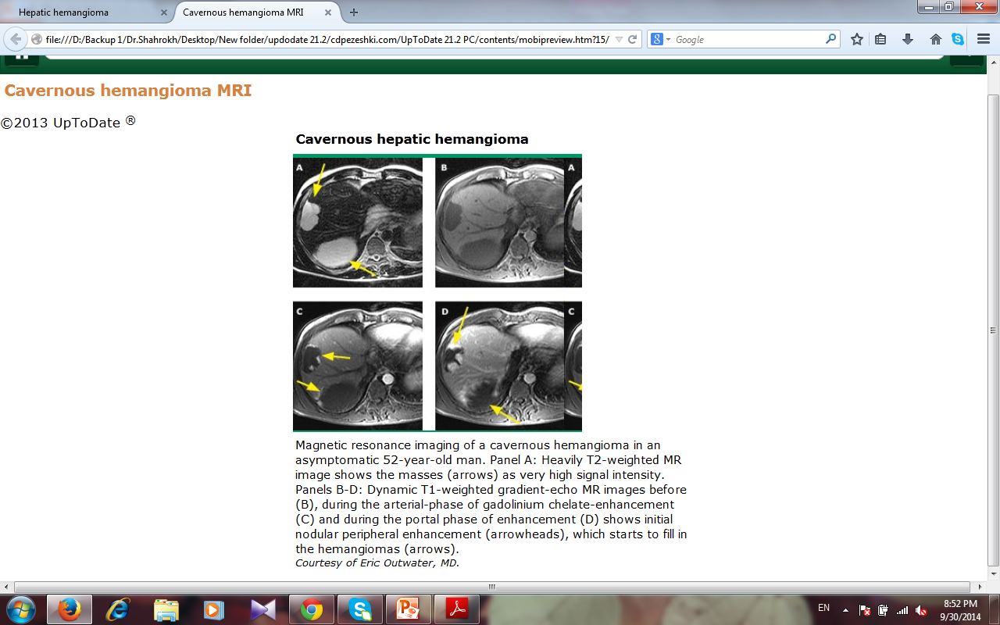 Hepatic hemangioma
Cavernous hemangioma MRI
file:///D:/Backup 1/Dr.Shahrokh/Desktop/New folder/updodate 21.2/cdpezeshki.com/UpToDate 21.2 PC/contents/mobipreview.htm?15/
Google
Cavernous hemangioma MRI
©2013 UpToDate ®
Cavernous hepatic hemangioma
A B A
C D C
Magnetic resonance imaging of a cavernous hemangioma in an
asymptomatic 52-year-old man. Panel A: Heavily T2-weighted MR
image shows the masses (arrows) as very high signal intensity.
Panels B-D: Dynamic T1-weighted gradient-echo MR images before
(B), during the arterial-phase of gadolinium chelate-enhancement
(C) and during the portal phase of enhancement (D) shows initial
nodular peripheral enhancement (arrowheads), which starts to fill in
the hemangiomas (arrows).
Courtesy of Eric Outwater, MD.
EN
8:52 PM
9/30/2014